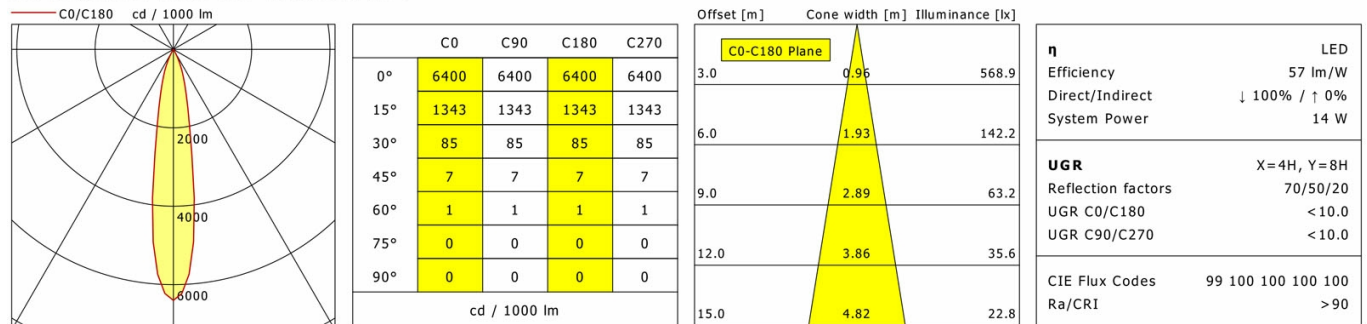 C0/C180 cd / 1000 lm
2000
4000
6000
C0 C90 C180 C270
0° 6400 6400 6400 6400
15° 1343 1343 1343 1343
30° 85 85 85 85
45° 7 7 7 7
60° 1 1 1 1
75° 0 0 0 0
90° 0 0 0 0
cd / 1000 lm
Offset [m] Cone width [m] Illuminance [lx]
C0-C180 Plane
3.0 0.96 568.9
6.0 1.93 142.2
9.0 2.89 63.2
12.0 3.86 35.6
15.0 4.82 22.8
η LED
Efficiency 57 lm/W
Direct/Indirect ↓ 100% / ↑ 0%
System Power 14 W
UGR X=4H, Y=8H
Reflection factors 70/50/20
UGR C0/C180 <10.0
UGR C90/C270 <10.0
CIE Flux Codes 99 100 100 100 100
Ra/CRI >90